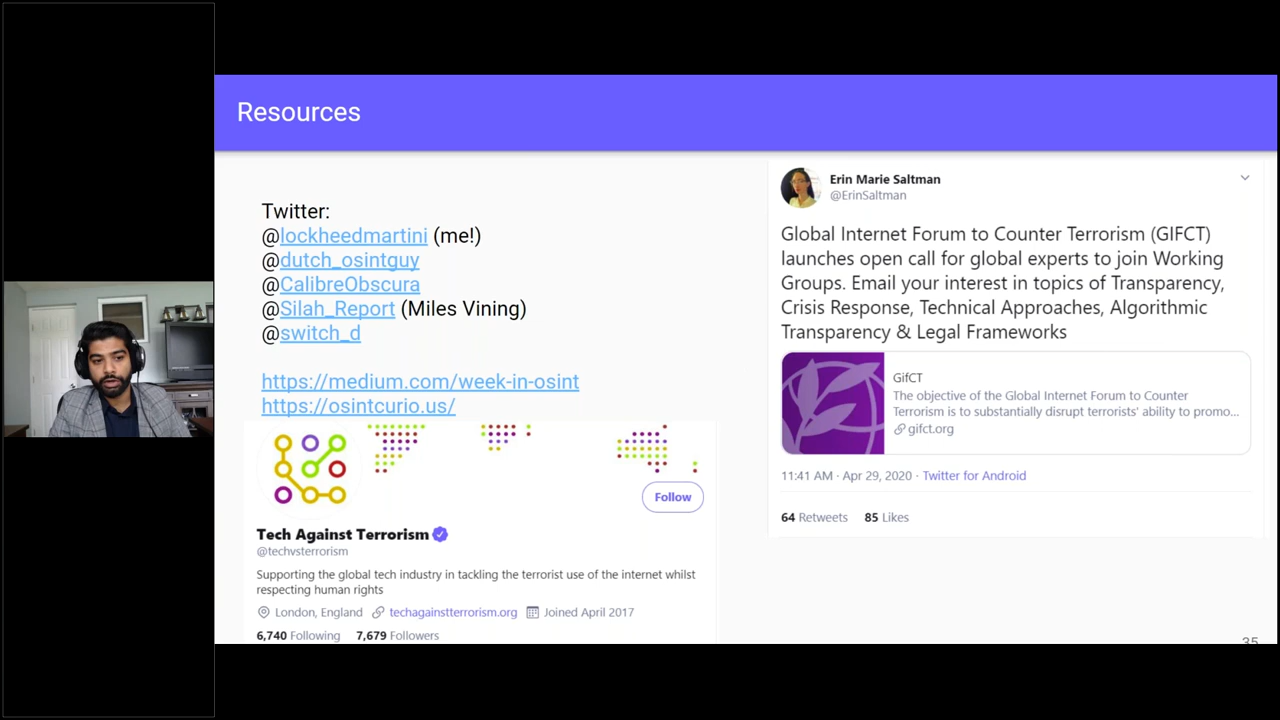 Resources
Twitter:
@lockheedmartini (me!)
@dutch_osintguy
@CalibreObscura
@Silah_Report (Miles Vining)
@switch_d
https://medium.com/week-in-osint
https://osintcurio.us/
Follow
Tech Against Terrorism
@techvsterrorism
Supporting the global tech industry in tackling the terrorist use of the internet whilst
respecting human rights
London, England techagainstterrorism.org Joined April 2017
6,740 Following 7,679 Followers
Erin Marie Saltman
@ErinSaltman
Global Internet Forum to Counter Terrorism (GIFCT)
launches open call for global experts to join Working
Groups. Email your interest in topics of Transparency,
Crisis Response, Technical Approaches, Algorithmic
Transparency & Legal Frameworks
GifCT
The objective of the Global Internet Forum to Counter
Terrorism is to substantially disrupt terrorists' ability to promo...
gifct.org
11:41 AM · Apr 29, 2020 · Twitter for Android
64 Retweets 85 Likes
35